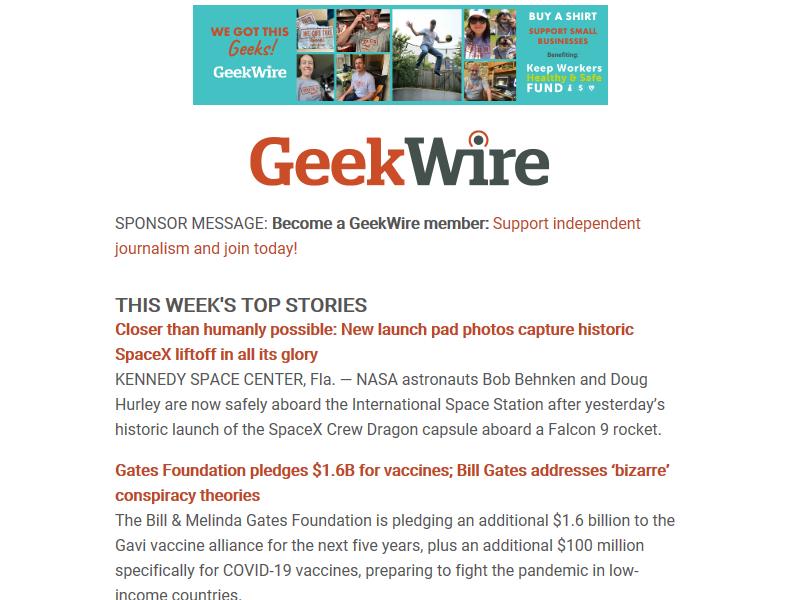 WE GOT THIS
Geeks!
GeekWire
BUY A SHIRT
SUPPORT SMALL
BUSINESSES
Benefiting:
Keep Workers
Healthy & Safe
FUND
GeekWire
SPONSOR MESSAGE: Become a GeekWire member: Support independent
journalism and join today!
THIS WEEK'S TOP STORIES
Closer than humanly possible: New launch pad photos capture historic
SpaceX liftoff in all its glory
KENNEDY SPACE CENTER, Fla. — NASA astronauts Bob Behnken and Doug
Hurley are now safely aboard the International Space Station after yesterday’s
historic launch of the SpaceX Crew Dragon capsule aboard a Falcon 9 rocket.
Gates Foundation pledges $1.6B for vaccines; Bill Gates addresses ‘bizarre’
conspiracy theories
The Bill & Melinda Gates Foundation is pledging an additional $1.6 billion to the
Gavi vaccine alliance for the next five years, plus an additional $100 million
specifically for COVID-19 vaccines, preparing to fight the pandemic in low-
income countries.